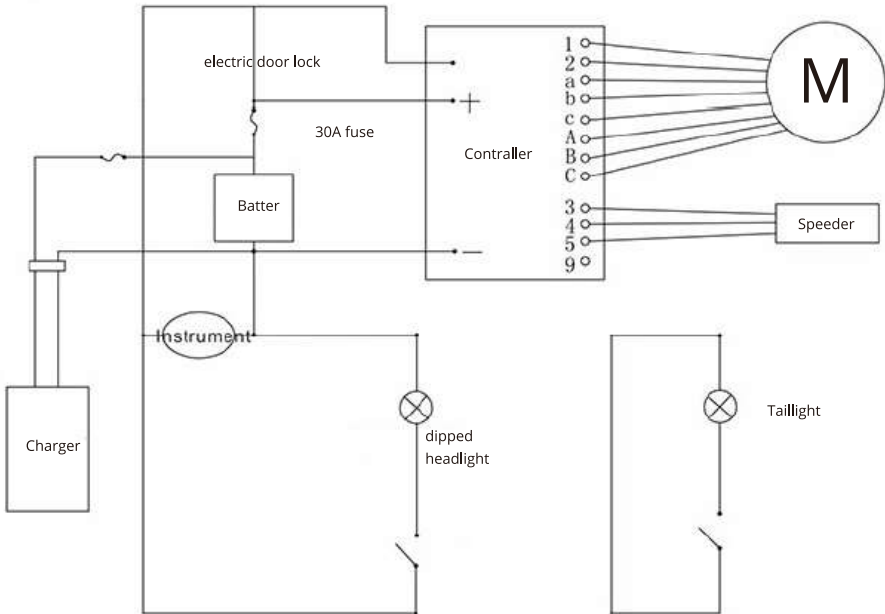 electric door lock
30A fuse
Batter
Charger
Instrument
dipped
headlight
+
Contraller
—
1
2
a
b
c
A
B
C
3
4
5
9
M
Speeder
Taillight